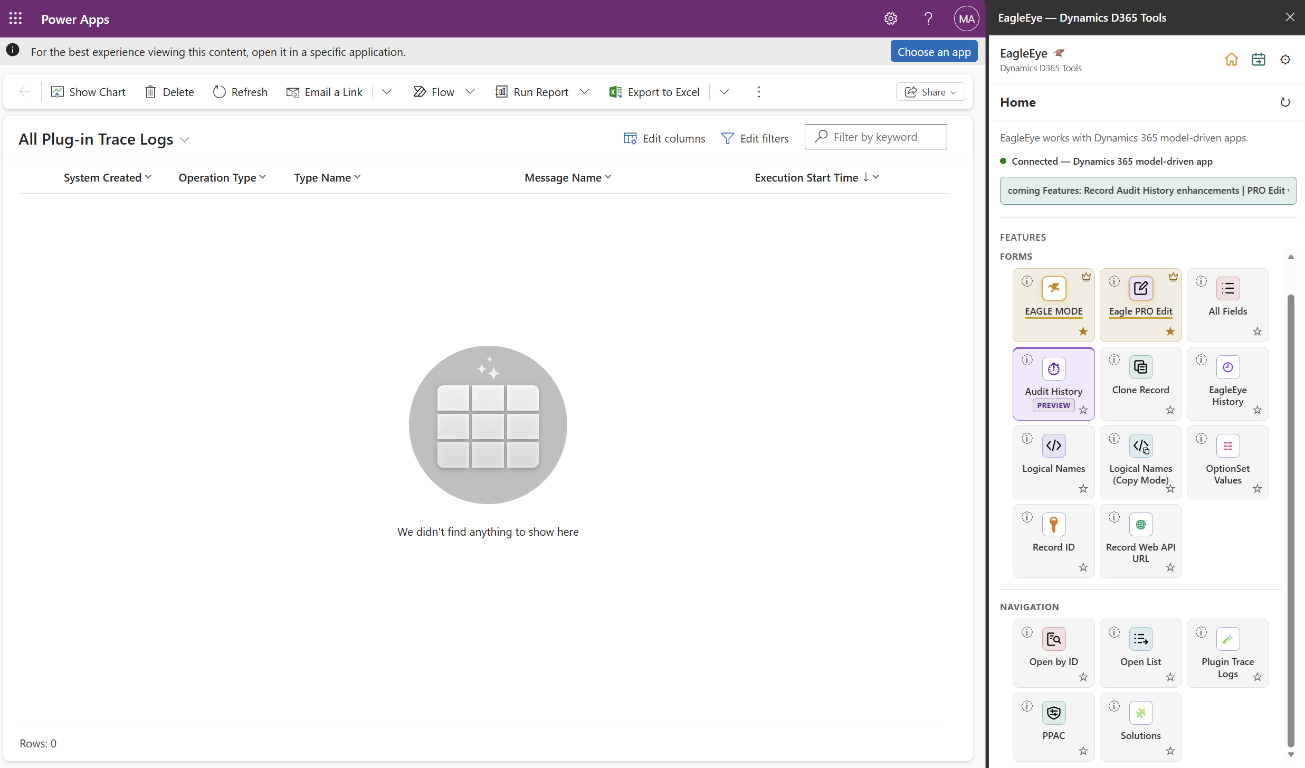 Power Apps
MA
For the best experience viewing this content, open it in a specific application.
Choose an app
Show Chart
Delete
Refresh
Email a Link
Flow
Run Report
Export to Excel
Share
All Plug-in Trace Logs
Edit columns
Edit filters
Filter by keyword
System Created
Operation Type
Type Name
Message Name
Execution Start Time
We didn't find anything to show here
Rows: 0
EagleEye — Dynamics D365 Tools
EagleEye
Dynamics D365 Tools
Home
EagleEye works with Dynamics 365 model-driven apps.
Connected — Dynamics 365 model-driven app
coming Features: Record Audit History enhancements | PRO Edit
FEATURES
FORMS
EAGLE MODE
Eagle PRO Edit
All Fields
Audit History
PREVIEW
Clone Record
EagleEye
History
Logical Names
Logical Names
(Copy Mode)
OptionSet
Values
Record ID
Record Web API
URL
NAVIGATION
Open by ID
Open List
Plugin Trace
Logs
PPAC
Solutions